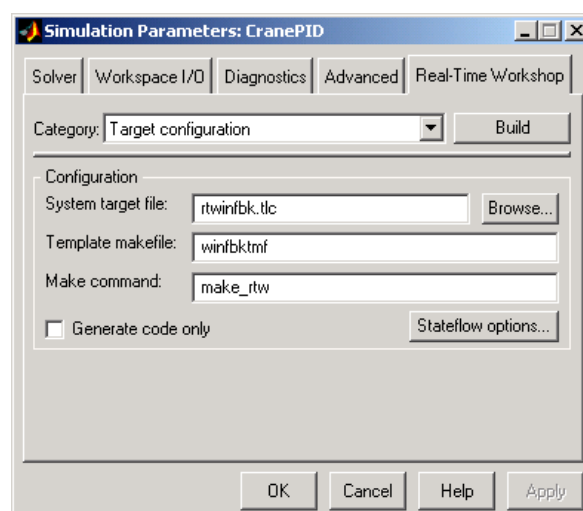 Simulation Parameters: CranePID
Solver Workspace I/O Diagnostics Advanced Real-Time Workshop
Category: Target configuration Build
Configuration
System target file: rtwinfbk.tlc Browse...
Template makefile: winfbktmf
Make command: make_rtw
Generate code only Stateflow options...
OK Cancel Help Apply